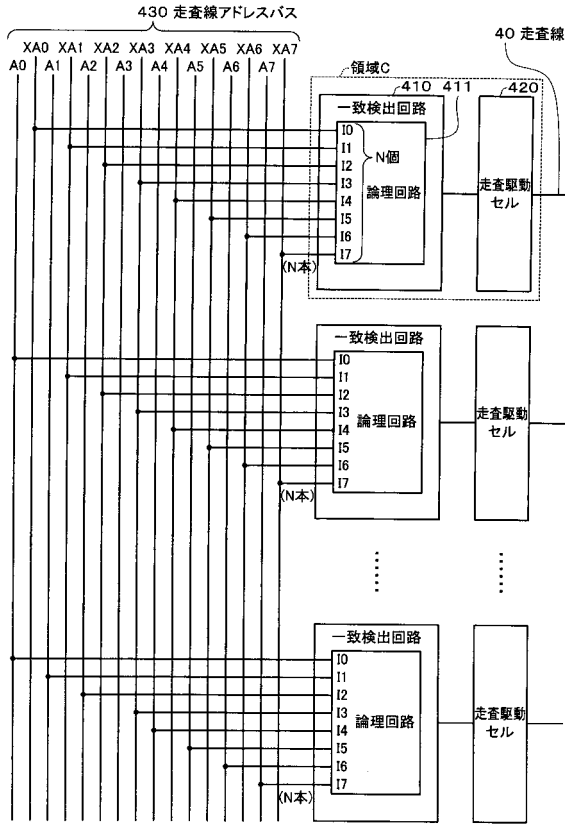 430 走査線アドレスバス
XA0 XA1 XA2 XA3 XA4 XA5 XA6 XA7
A0 A1 A2 A3 A4 A5 A6 A7
40 走査線
領域C
410
411
420
一致検出回路
I0
I1
I2
I3
I4
I5
I6
I7
N個
論理回路
(N本)
走査駆動
セル
一致検出回路
I0
I1
I2
I3
I4
I5
I6
I7
論理回路
(N本)
走査駆動
セル
一致検出回路
I0
I1
I2
I3
I4
I5
I6
I7
論理回路
(N本)
走査駆動
セル